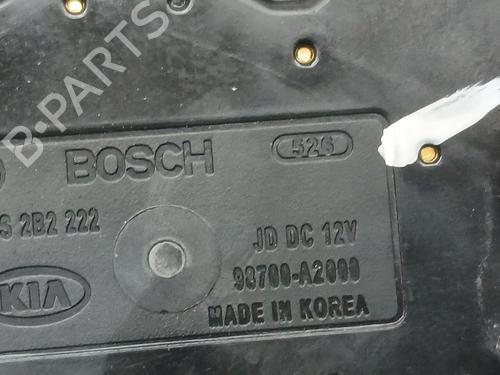 B-PARTS
BOSCH 526
S 2B2 222
JD DC 12V
KIA 98700-A2000
MADE IN KOREA